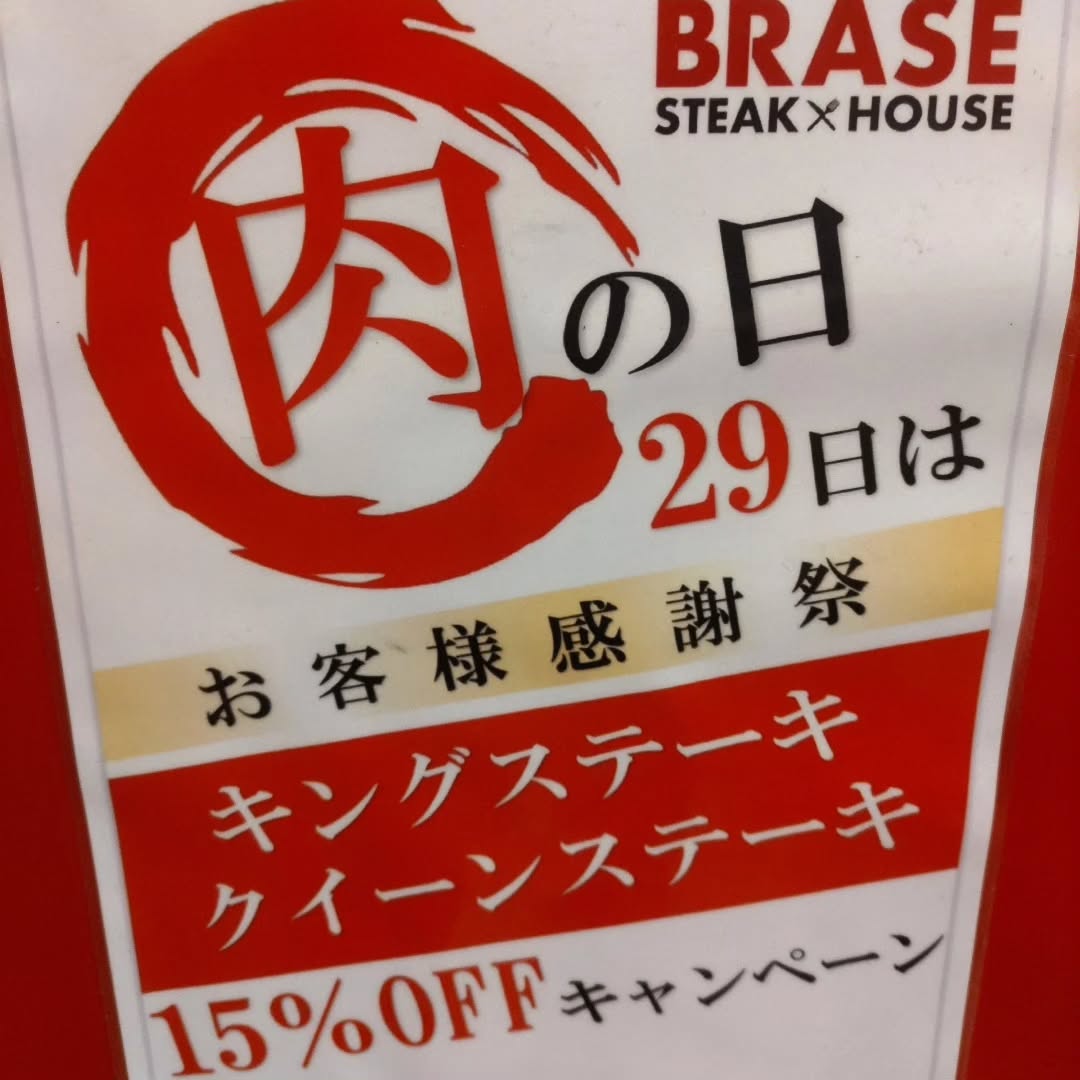 BRASE
STEAK HOUSE
肉の日
29日は
お客様感謝祭
キングステーキ
クイーンステーキ
15%OFFキャンペーン